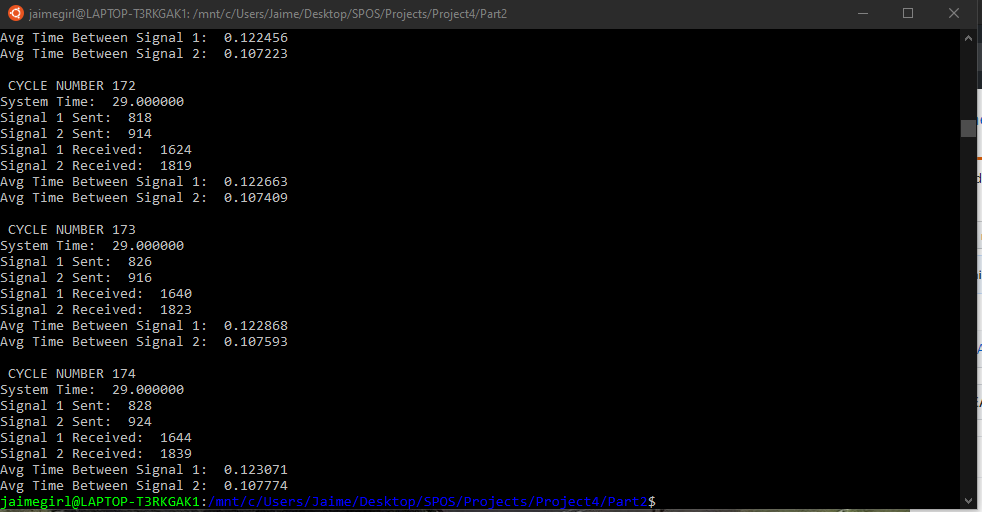 jaimegirl@LAPTOP-T3RKGAK1: /mnt/c/Users/Jaime/Desktop/SPOS/Projects/Project4/Part2
Avg Time Between Signal 1:  0.122456
Avg Time Between Signal 2:  0.107223
CYCLE NUMBER 172
System Time:  29.000000
Signal 1 Sent:  818
Signal 2 Sent:  914
Signal 1 Received:  1624
Signal 2 Received:  1819
Avg Time Between Signal 1:  0.122663
Avg Time Between Signal 2:  0.107409
CYCLE NUMBER 173
System Time:  29.000000
Signal 1 Sent:  826
Signal 2 Sent:  916
Signal 1 Received:  1640
Signal 2 Received:  1823
Avg Time Between Signal 1:  0.122868
Avg Time Between Signal 2:  0.107593
CYCLE NUMBER 174
System Time:  29.000000
Signal 1 Sent:  828
Signal 2 Sent:  924
Signal 1 Received:  1644
Signal 2 Received:  1839
Avg Time Between Signal 1:  0.123071
Avg Time Between Signal 2:  0.107774
jaimegirl@LAPTOP-T3RKGAK1:/mnt/c/Users/Jaime/Desktop/SPOS/Projects/Project4/Part2$